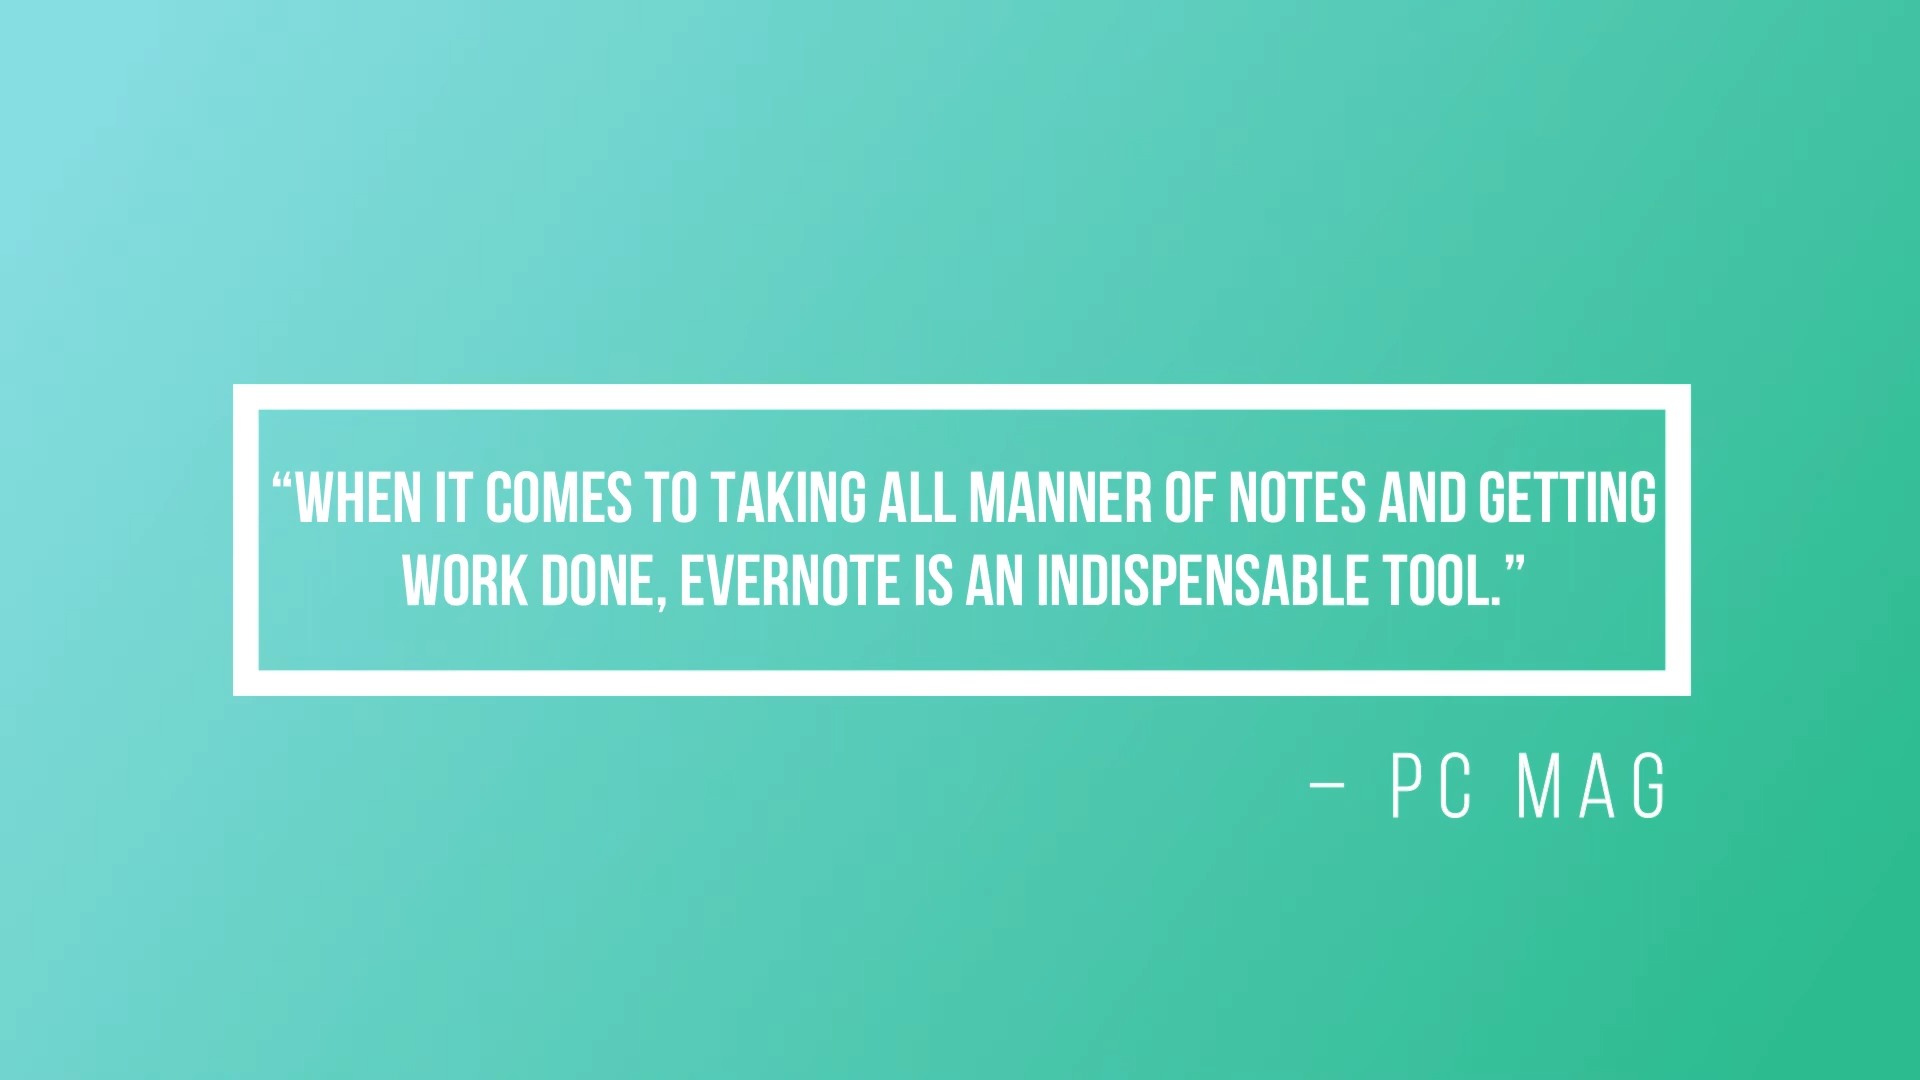 “WHEN IT COMES TO TAKING ALL MANNER OF NOTES AND GETTING
WORK DONE, EVERNOTE IS AN INDISPENSABLE TOOL.”
– PC MAG